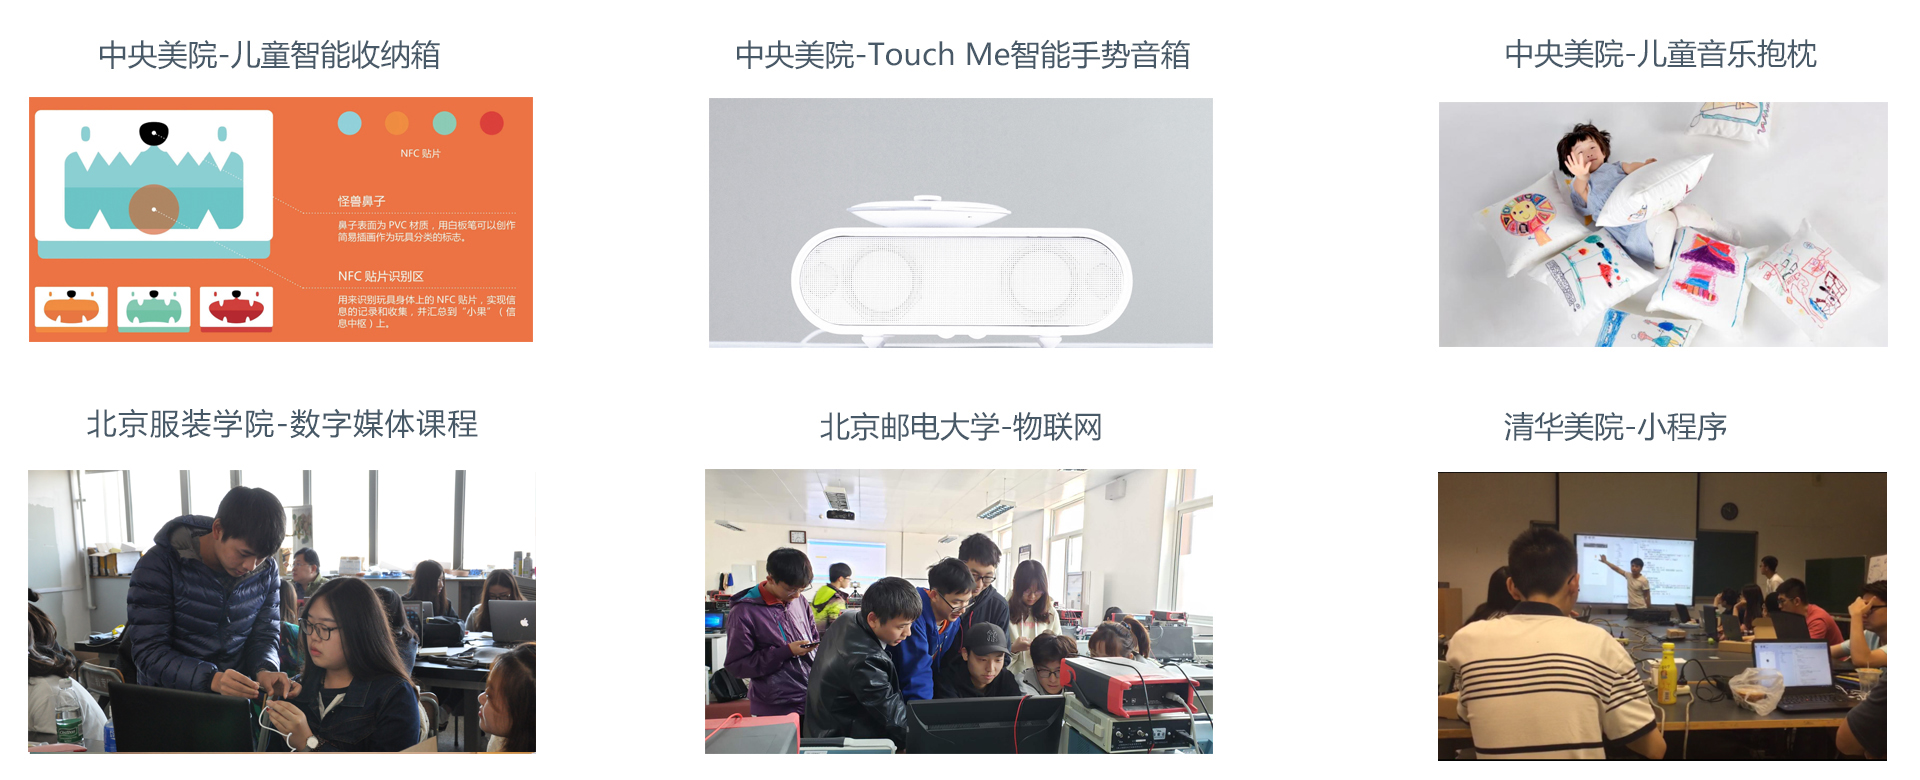 中央美院-儿童智能收纳箱
中央美院-Touch Me智能手势音箱
中央美院-儿童音乐抱枕
NFC 贴片
怪兽鼻子
鼻子表面为 PVC 材质，用白板笔可以创作
简易插画作为玩具分类的标志。
NFC 贴片识别区
用来识别玩具身体上的 NFC 贴片，实现信
息的记录和收集，并汇总到“小果”（信
息中枢）上。
北京服装学院-数字媒体课程
北京邮电大学-物联网
清华美院-小程序